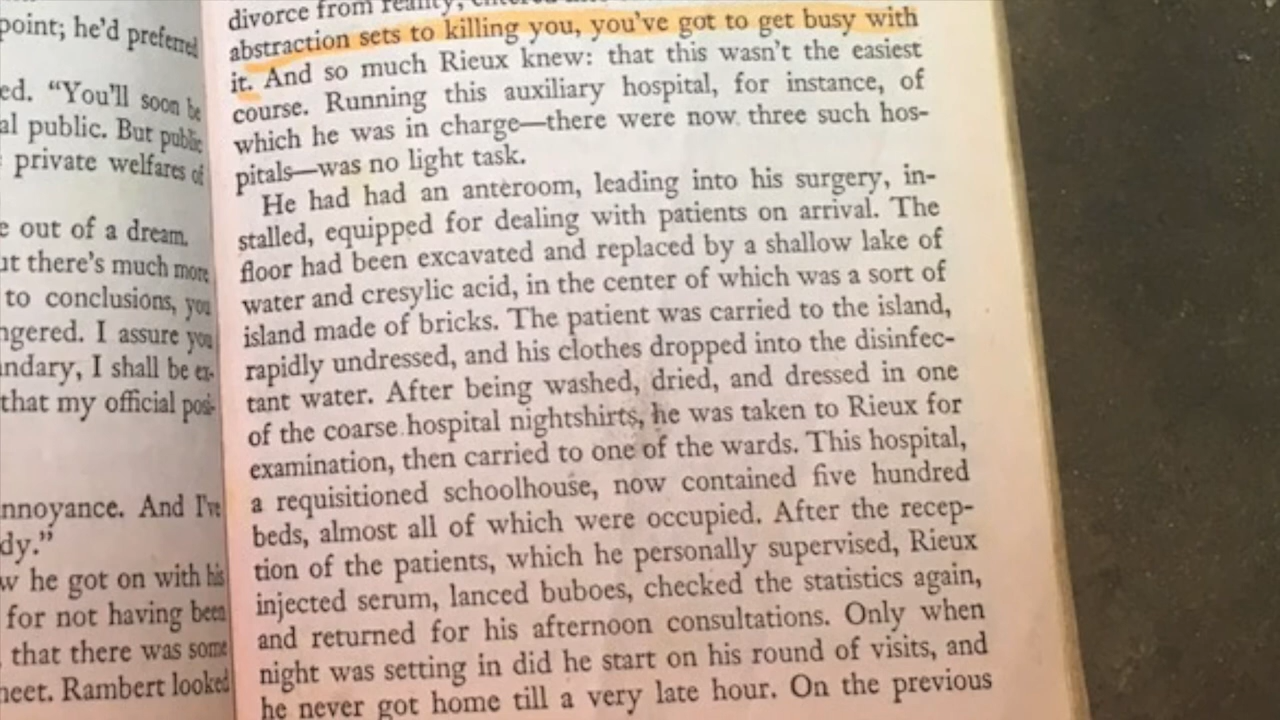 point; he'd preferred
ed. "You'll soon be
al public. But public
private welfares of
e out of a dream.
ut there's much more
to conclusions, you
ngered. I assure you
undary, I shall be ex-
that my official posi-
nnoyance. And I've
dy."
w he got on with his
for not having been
that there was some
heet. Rambert looked
divorce from reality, entered
abstraction sets to killing you, you've got to get busy with
it. And so much Rieux knew: that this wasn't the easiest
course. Running this auxiliary hospital, for instance, of
which he was in charge—there were now three such hos-
pitals—was no light task.
He had had an anteroom, leading into his surgery, in-
stalled, equipped for dealing with patients on arrival. The
floor had been excavated and replaced by a shallow lake of
water and cresylic acid, in the center of which was a sort of
island made of bricks. The patient was carried to the island,
rapidly undressed, and his clothes dropped into the disinfec-
tant water. After being washed, dried, and dressed in one
of the coarse hospital nightshirts, he was taken to Rieux for
examination, then carried to one of the wards. This hospital,
a requisitioned schoolhouse, now contained five hundred
beds, almost all of which were occupied. After the recep-
tion of the patients, which he personally supervised, Rieux
injected serum, lanced buboes, checked the statistics again,
and returned for his afternoon consultations. Only when
night was setting in did he start on his round of visits, and
he never got home till a very late hour. On the previous